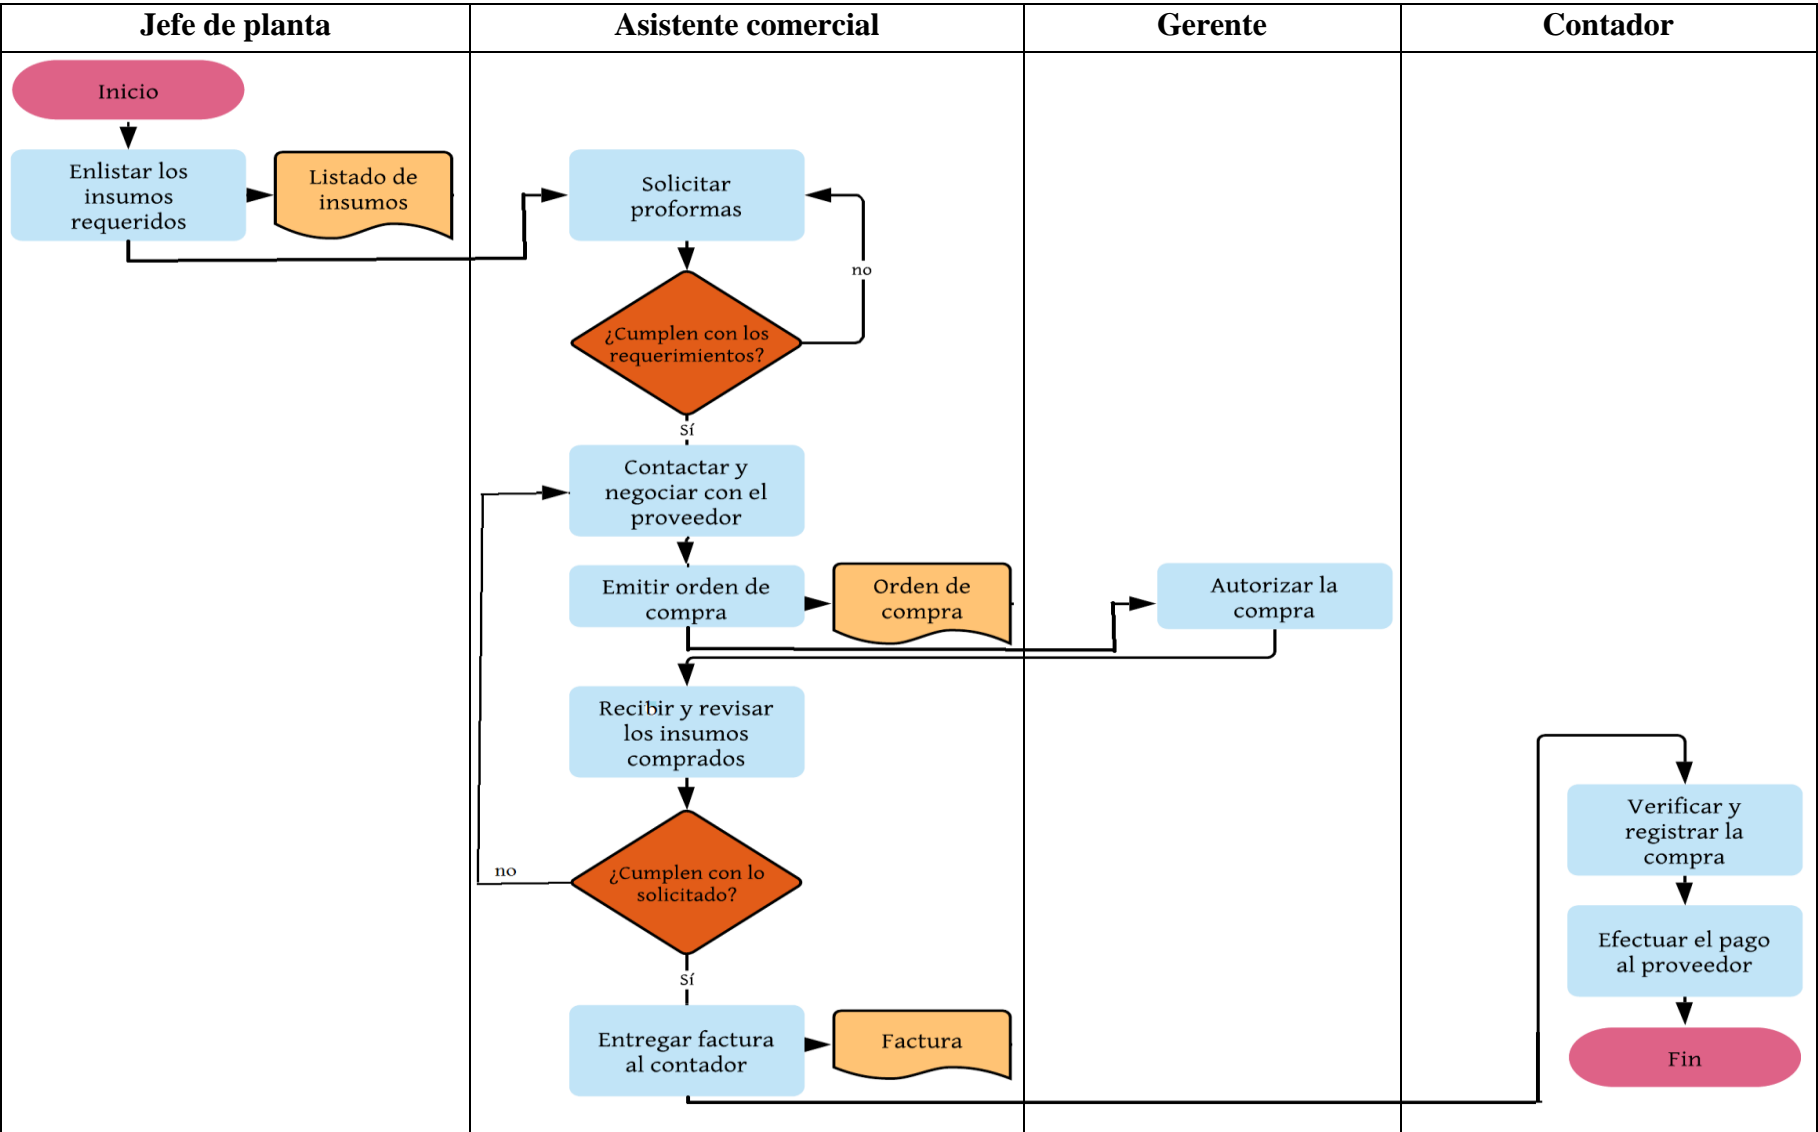 Jefe de planta
Asistente comercial
Gerente
Contador
Inicio
Enlistar los
insumos
requeridos
Listado de
insumos
Solicitar
proformas
no
¿Cumplen con los
requerimientos?
Sí
Contactar y
negociar con el
proveedor
Emitir orden de
compra
Orden de
compra
Autorizar la
compra
Recibir y revisar
los insumos
comprados
no
¿Cumplen con lo
solicitado?
Sí
Entregar factura
al contador
Factura
Verificar y
registrar la
compra
Efectuar el pago
al proveedor
Fin